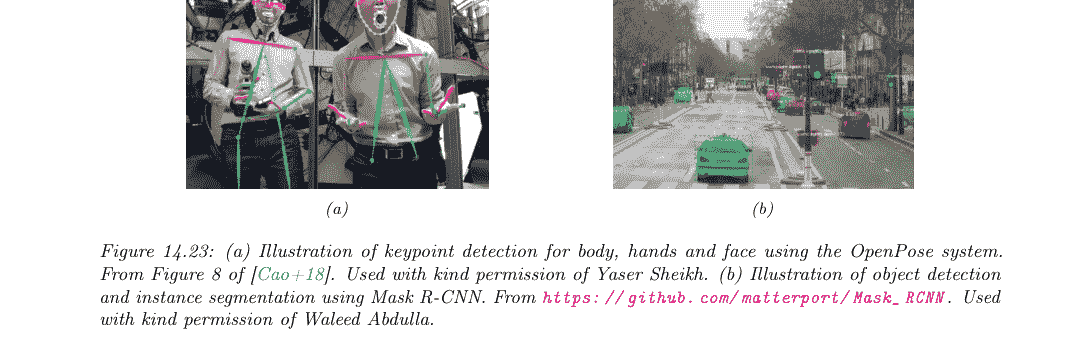 (a)
(b)
Figure 14.23: (a) Illustration of keypoint detection for body, hands and face using the OpenPose system.
From Figure 8 of [Cao+18]. Used with kind permission of Yaser Sheikh. (b) Illustration of object detection
and instance segmentation using Mask R-CNN. From https://github.com/matterport/Mask_RCNN. Used
with kind permission of Waleed Abdulla.